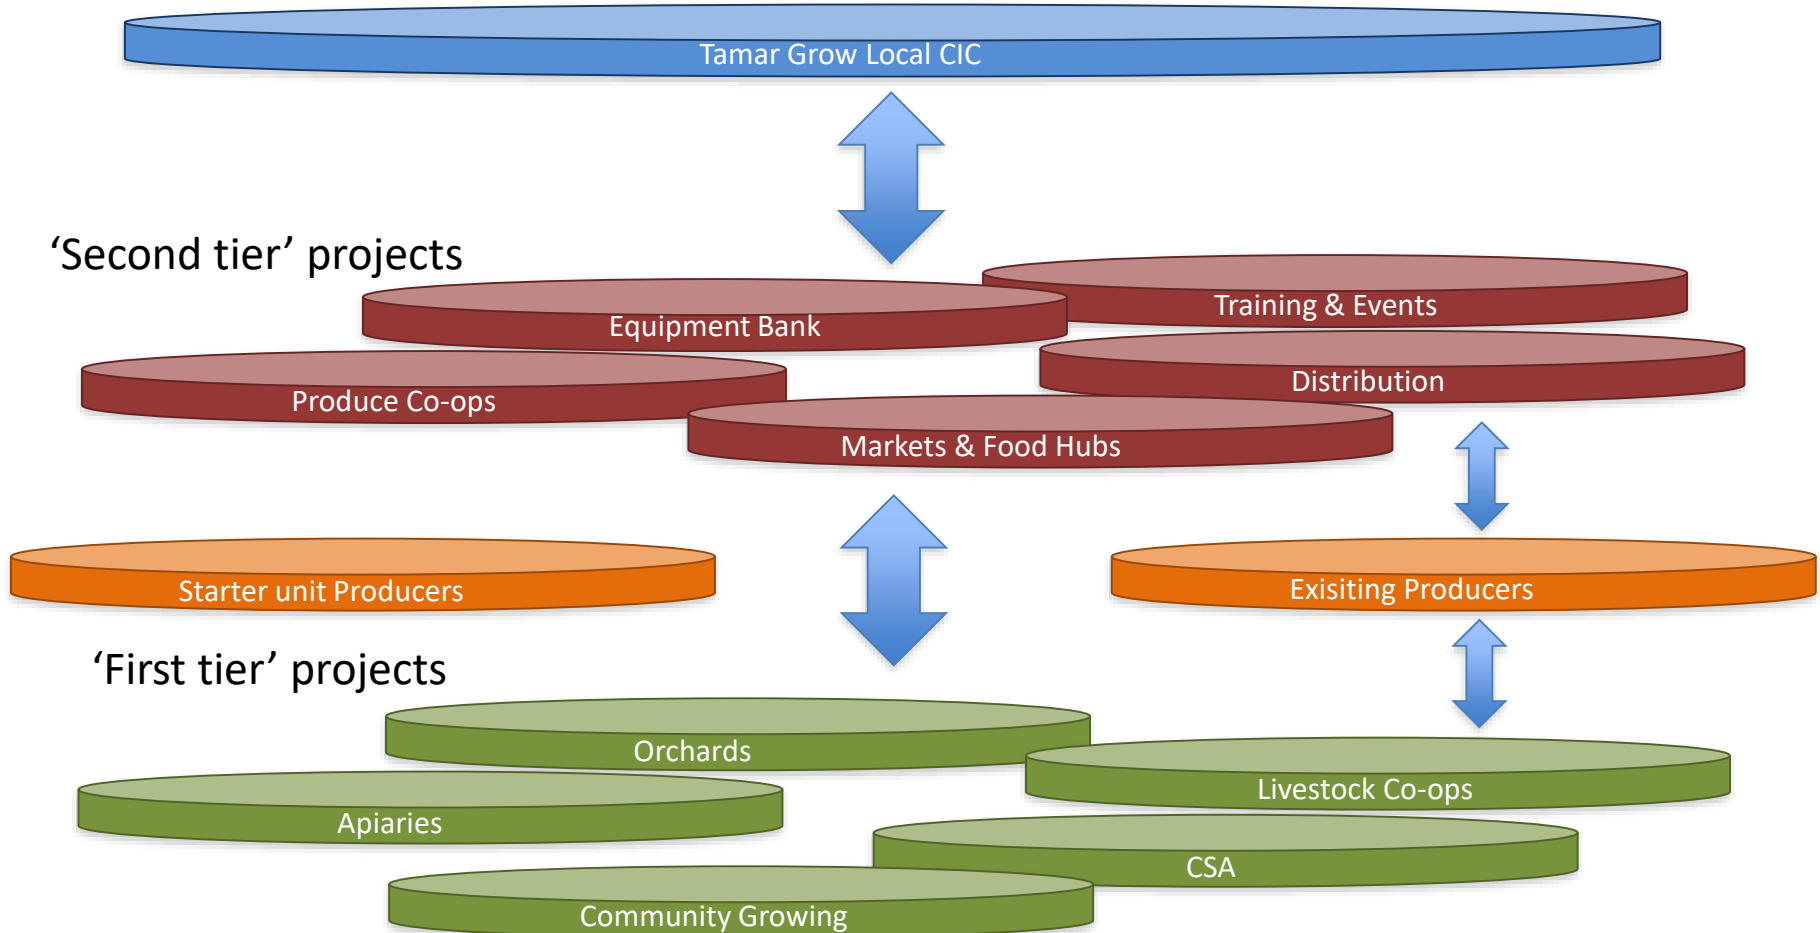 Tamar Grow Local CIC
‘Second tier’ projects
Training & Events
Equipment Bank
Distribution
Produce Co-ops
Markets & Food Hubs
Starter unit Producers
Exisiting Producers
‘First tier’ projects
Orchards
Livestock Co-ops
Apiaries
CSA
Community Growing